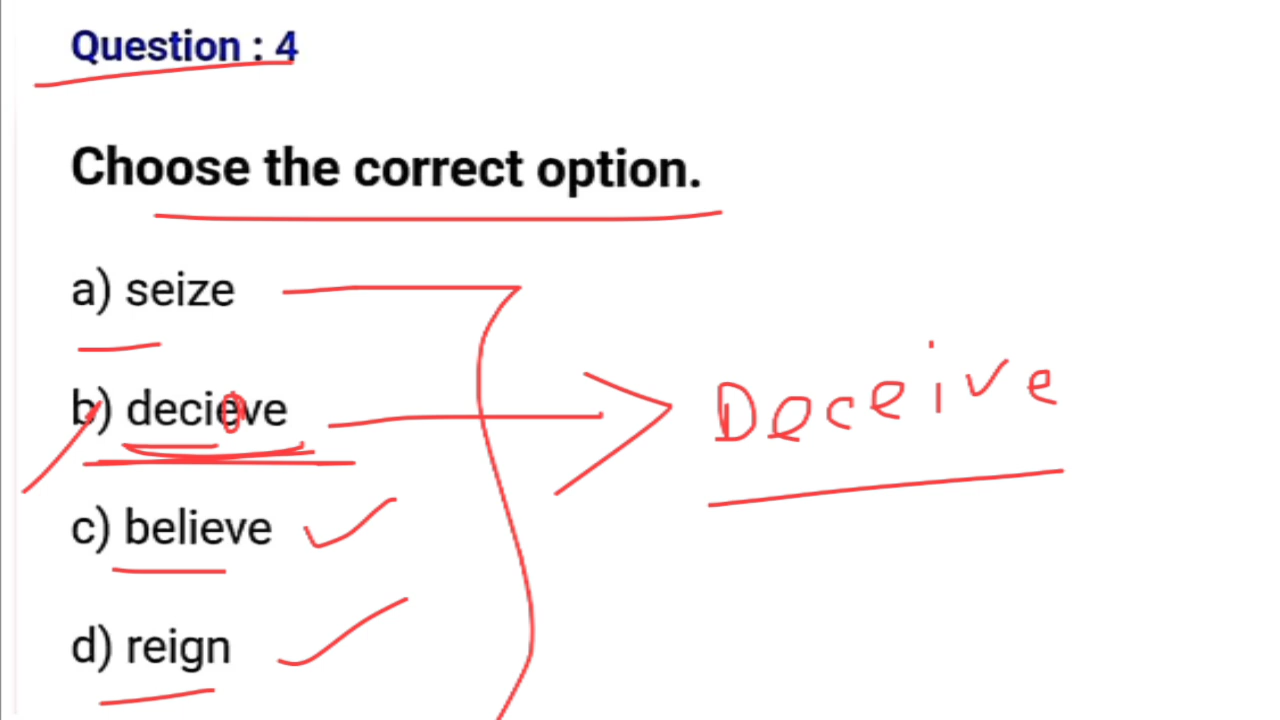 Question : 4
Choose the correct option.
a) seize
b) decieve
Deceive
c) believe
d) reign